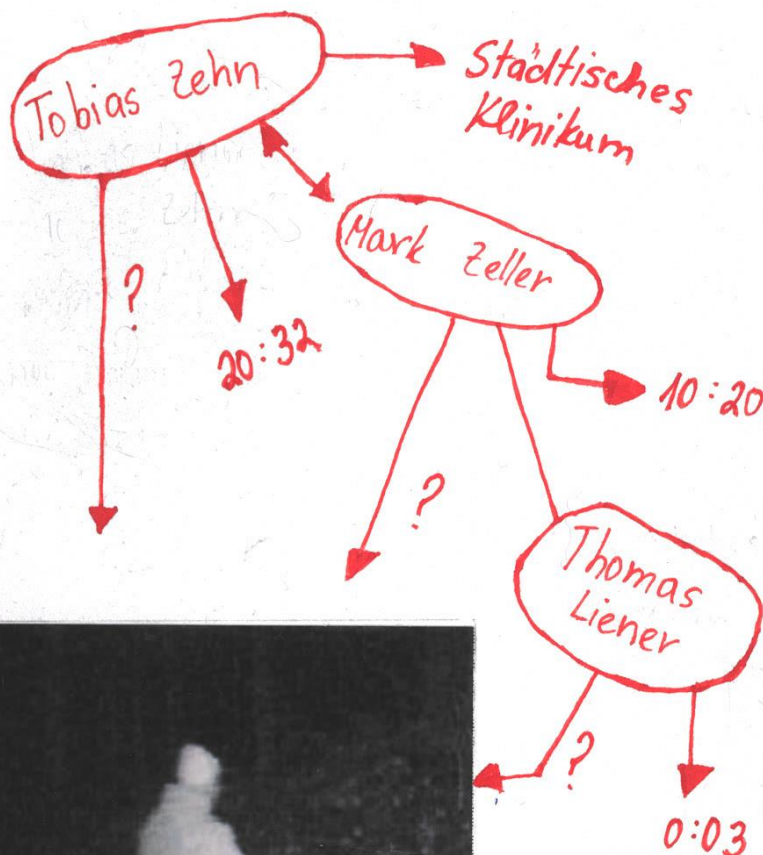 Tobias Zehn
Städtisches
Klinikum
Mark Zeller
?
20:32
10:20
?
Thomas
Liener
?
0:03